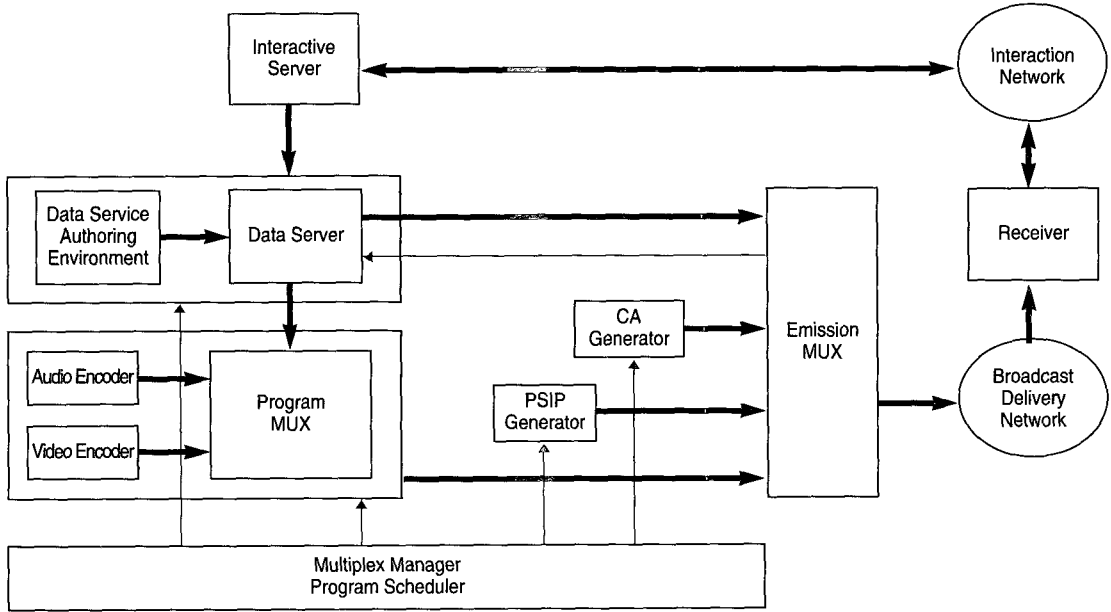 Interactive
Server
Interaction
Network
Data Service
Authoring
Environment
Data Server
Receiver
CA
Generator
Emission
MUX
Audio Encoder
Program
MUX
PSIP
Generator
Broadcast
Delivery
Network
Video Encoder
Multiplex Manager
Program Scheduler